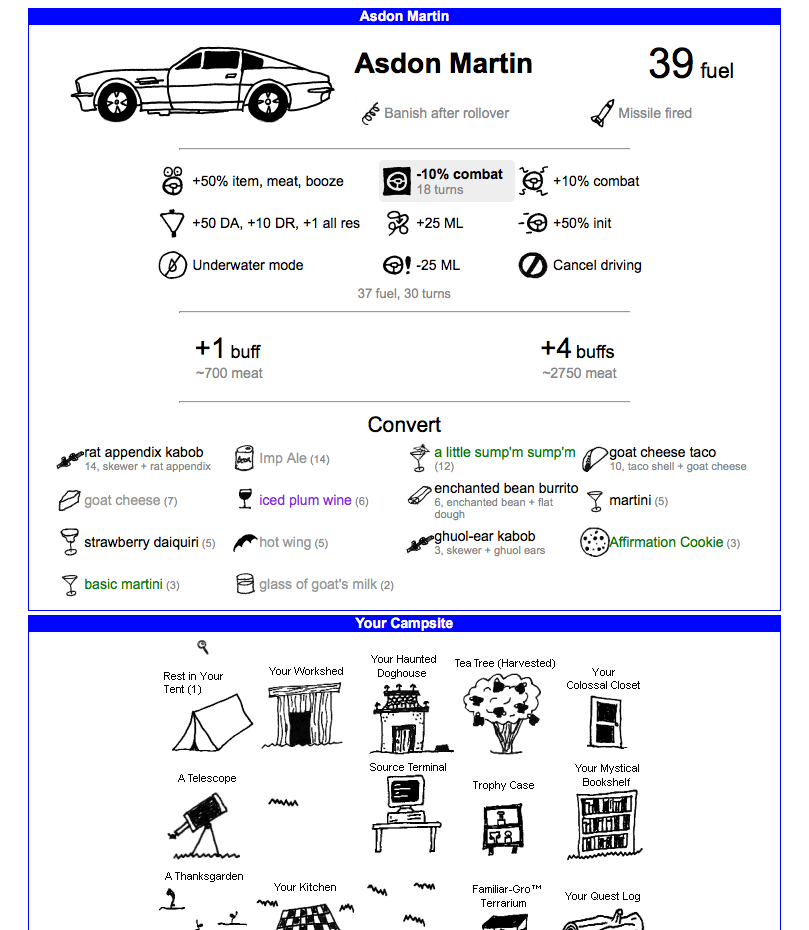 Asdon Martin
Asdon Martin
39 fuel
Banish after rollover
Missile fired
+50% item, meat, booze
-10% combat
18 turns
+10% combat
+50 DA, +10 DR, +1 all res
+25 ML
+50% init
Underwater mode
-25 ML
Cancel driving
37 fuel, 30 turns
+1 buff
~700 meat
+4 buffs
~2750 meat
Convert
rat appendix kabob
14, skewer + rat appendix
Imp Ale (14)
a little sump'm sump'm
(12)
goat cheese taco
10, taco shell + goat cheese
goat cheese (7)
iced plum wine (6)
enchanted bean burrito
6, enchanted bean + flat
dough
martini (5)
strawberry daiquiri (5)
hot wing (5)
ghuol-ear kabob
3, skewer + ghuol ears
Affirmation Cookie (3)
basic martini (3)
glass of goat's milk (2)
Your Campsite
Rest in Your
Tent (1)
Your Workshed
Your Haunted
Doghouse
Tea Tree (Harvested)
Your
Colossal Closet
A Telescope
Source Terminal
Trophy Case
Your Mystical
Bookshelf
A Thanksgarden
Your Kitchen
Familiar-Gro™
Terrarium
Your Quest Log